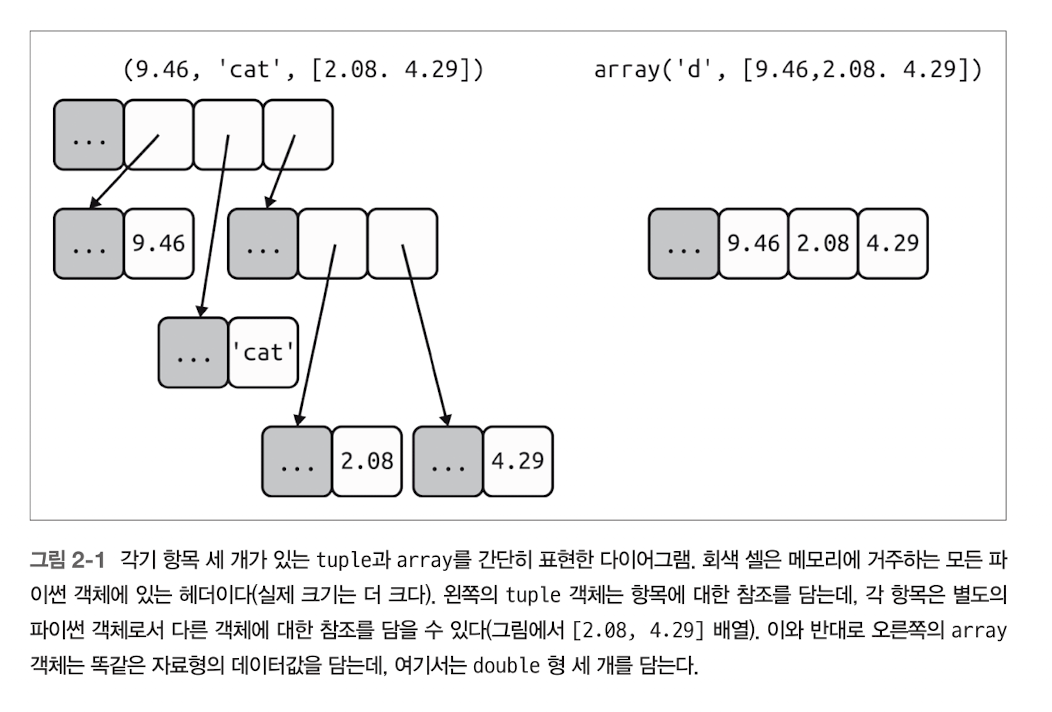 (9.46, 'cat', [2.08. 4.29])
array('d', [9.46,2.08. 4.29])
...
... 9.46
...
... 9.46 2.08 4.29
... 'cat'
... 2.08
... 4.29
그림 2-1 각기 항목 세 개가 있는 tuple과 array를 간단히 표현한 다이어그램. 회색 셀은 메모리에 거주하는 모든 파
이썬 객체에 있는 헤더이다(실제 크기는 더 크다). 왼쪽의 tuple 객체는 항목에 대한 참조를 담는데, 각 항목은 별도의
파이썬 객체로서 다른 객체에 대한 참조를 담을 수 있다(그림에서 [2.08, 4.29] 배열). 이와 반대로 오른쪽의 array
객체는 똑같은 자료형의 데이터값을 담는데, 여기서는 double 형 세 개를 담는다.